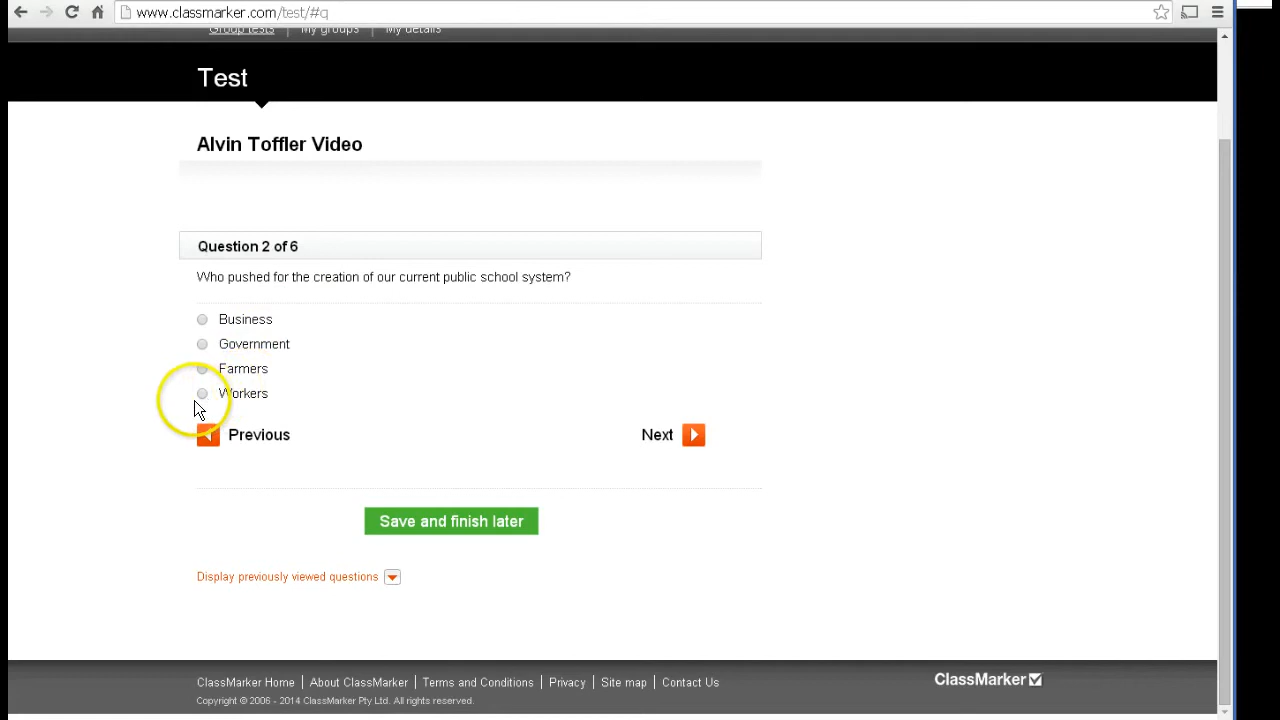 www.classmarker.com/test/#q
Group tests | My groups | My details
Test
Alvin Toffler Video
Question 2 of 6
Who pushed for the creation of our current public school system?
Business
Government
Farmers
Workers
Previous Next
Save and finish later
Display previously viewed questions
ClassMarker Home | About ClassMarker | Terms and Conditions | Privacy | Site map | Contact Us
ClassMarker
Copyright © 2006 - 2014 ClassMarker Pty Ltd. All rights reserved.